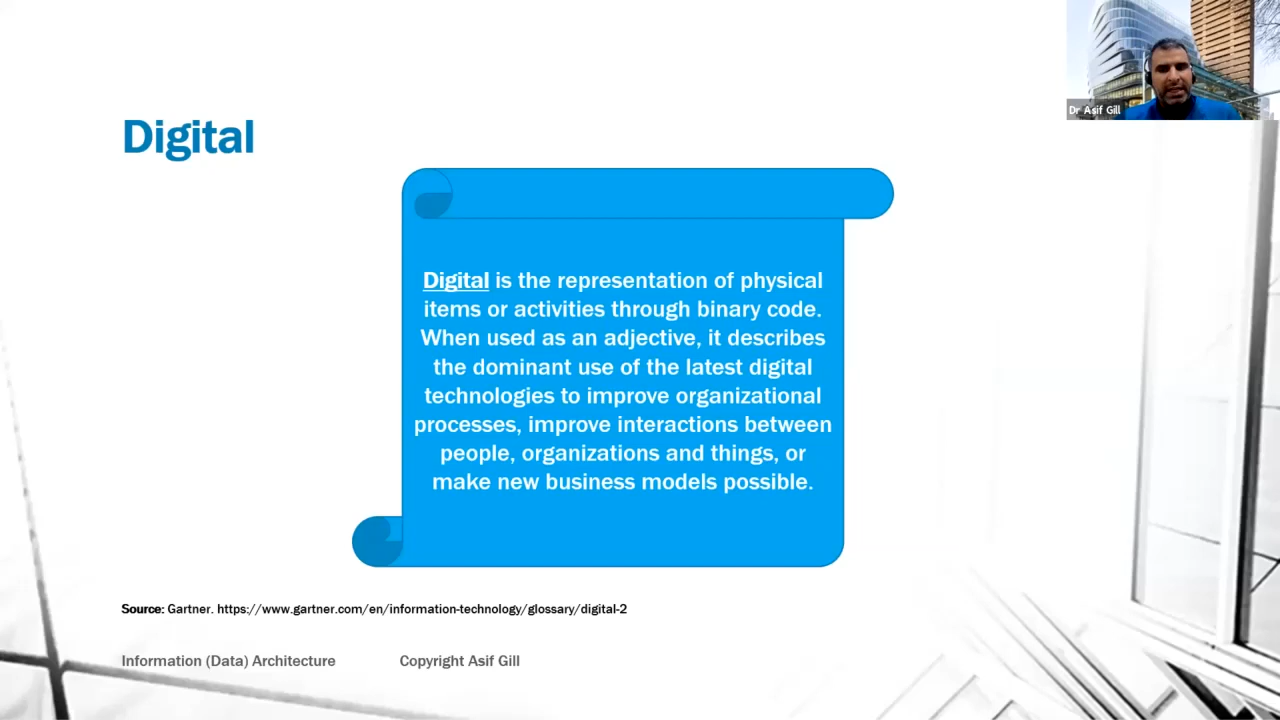 Dr Asif Gill
Digital
Digital is the representation of physical
items or activities through binary code.
When used as an adjective, it describes
the dominant use of the latest digital
technologies to improve organizational
processes, improve interactions between
people, organizations and things, or
make new business models possible.
Source: Gartner. https://www.gartner.com/en/information-technology/glossary/digital-2
Information (Data) Architecture
Copyright Asif Gill